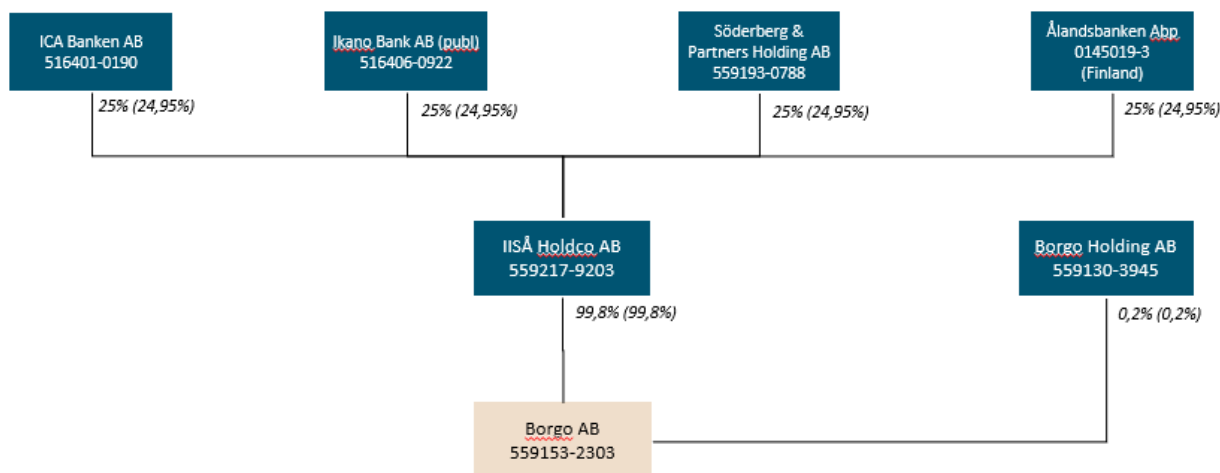 ICA Banken AB
516401-0190
Ikano Bank AB (publ)
516406-0922
Söderberg &
Partners Holding AB
559193-0788
Ålandsbanken Abp
0145019-3
(Finland)
25% (24,95%)
25% (24,95%)
25% (24,95%)
25% (24,95%)
IISÅ Holdco AB
559217-9203
Borgo Holding AB
559130-3945
99,8% (99,8%)
0,2% (0,2%)
Borgo AB
559153-2303